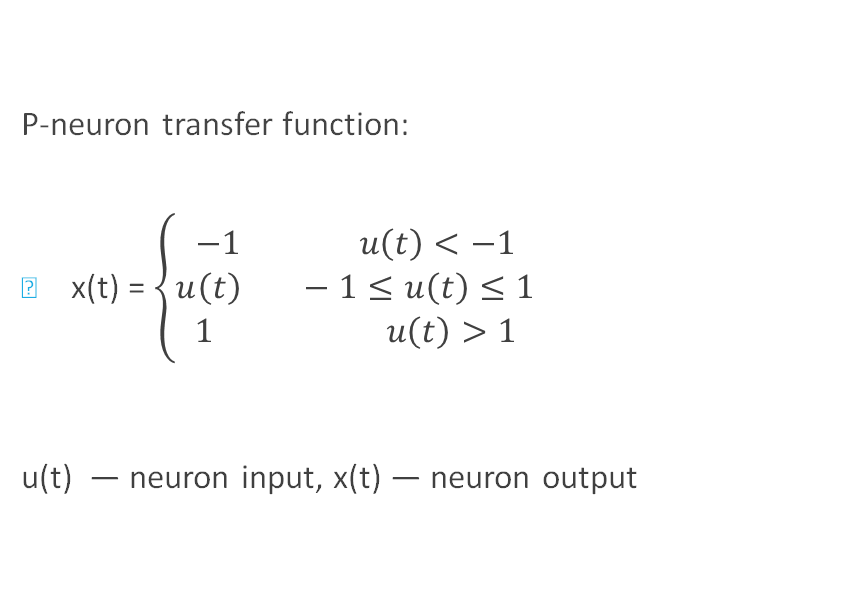 P-neuron transfer function:
−1 u(t) < −1
x(t) = { u(t) − 1 ≤ u(t) ≤ 1
1 u(t) > 1
u(t) — neuron input, x(t) — neuron output